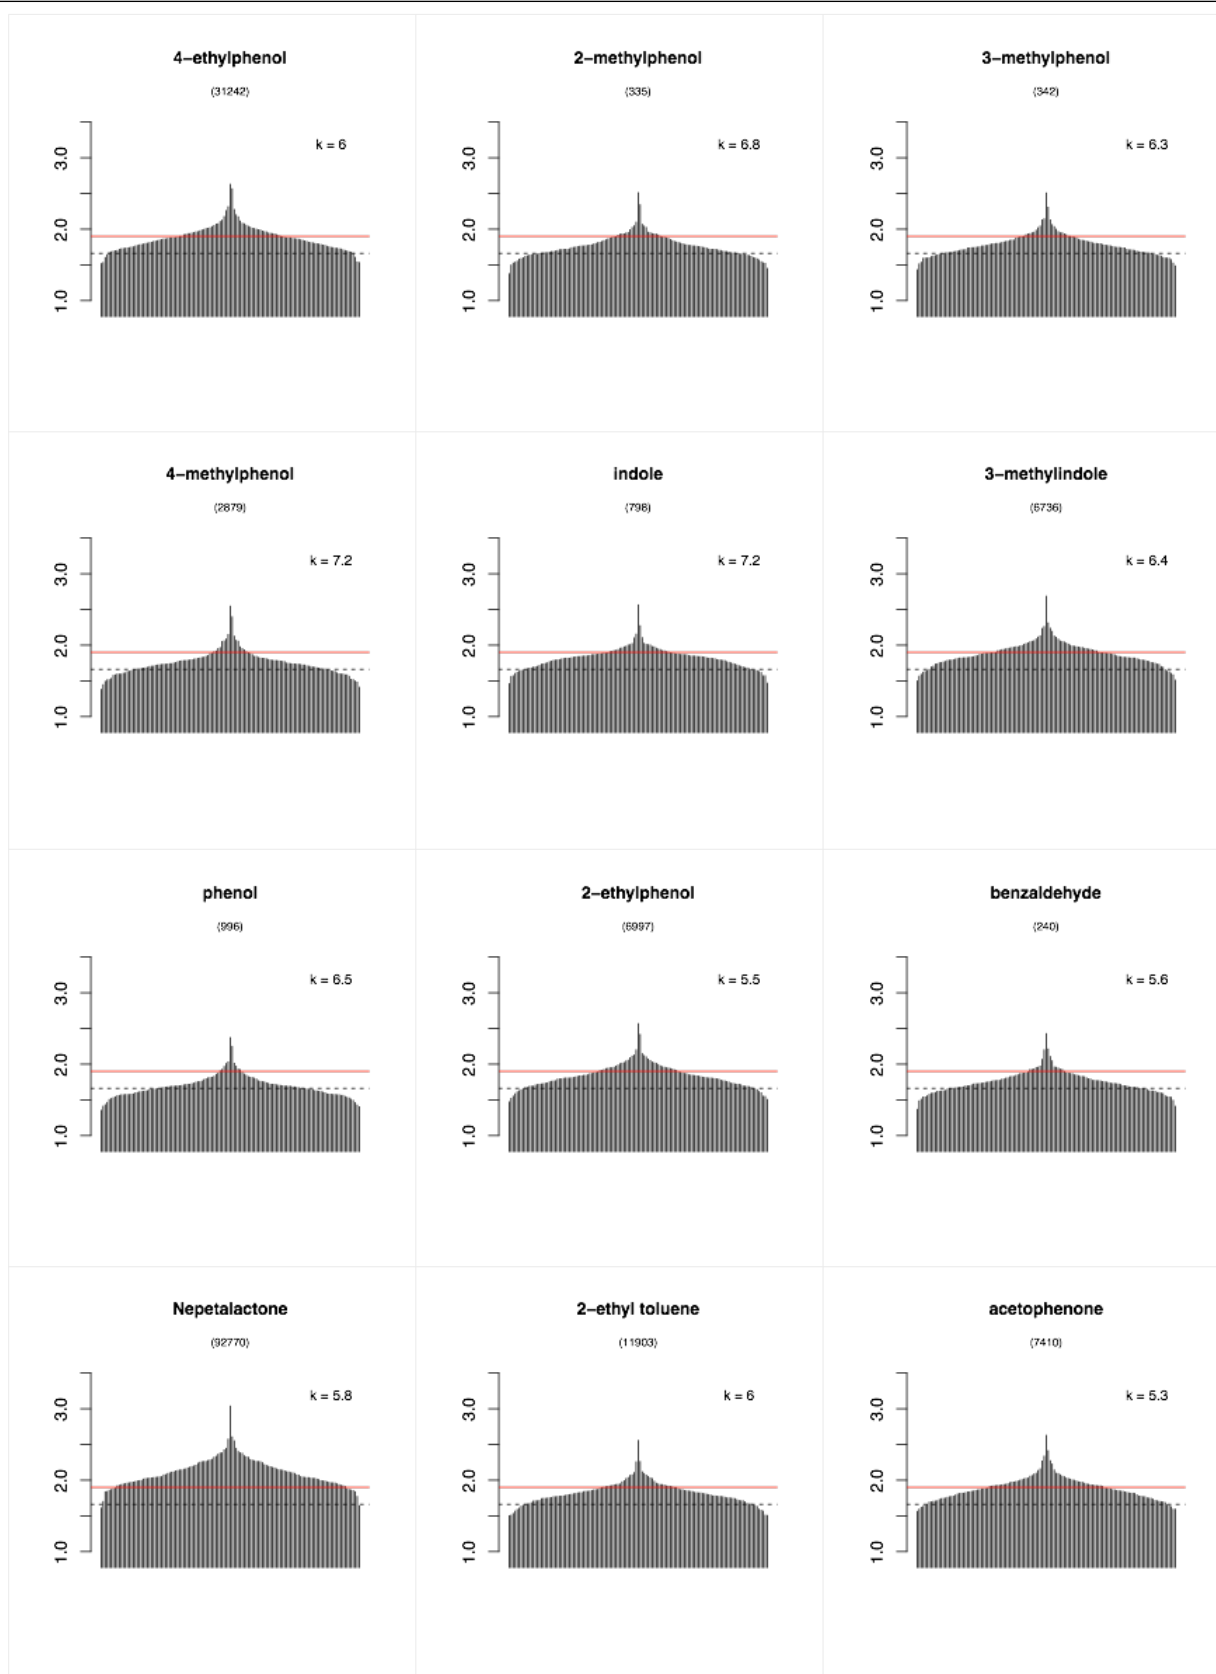 4−ethylphenol
(31242)
k = 6
3.0
2.0
1.0
2−methylphenol
(335)
k = 6.8
3.0
2.0
1.0
3−methylphenol
(342)
k = 6.3
3.0
2.0
1.0
4−methylphenol
(2879)
k = 7.2
3.0
2.0
1.0
indole
(798)
k = 7.2
3.0
2.0
1.0
3−methylindole
(6736)
k = 6.4
3.0
2.0
1.0
phenol
(996)
k = 6.5
3.0
2.0
1.0
2−ethylphenol
(6997)
k = 5.5
3.0
2.0
1.0
benzaldehyde
(240)
k = 5.6
3.0
2.0
1.0
Nepetalactone
(92770)
k = 5.8
3.0
2.0
1.0
2−ethyl toluene
(11903)
k = 6
3.0
2.0
1.0
acetophenone
(7410)
k = 5.3
3.0
2.0
1.0